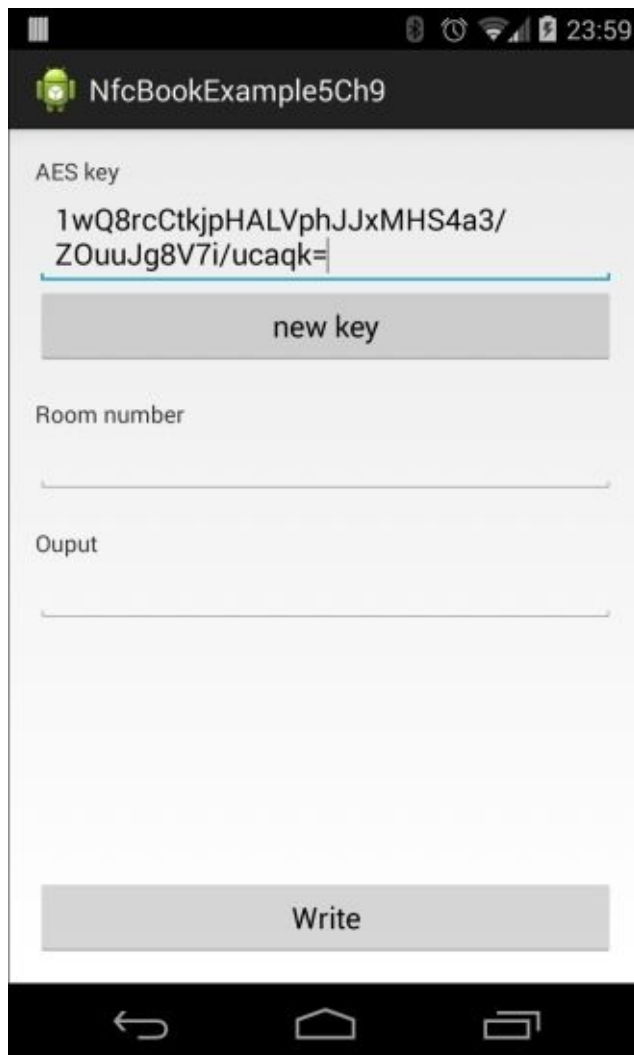 23:59
NfcBookExample5Ch9
AES key
1wQ8rcCtkjpHALVphJJxMHS4a3/
ZOuuJg8V7i/ucaqk=
new key
Room number
Ouput
Write